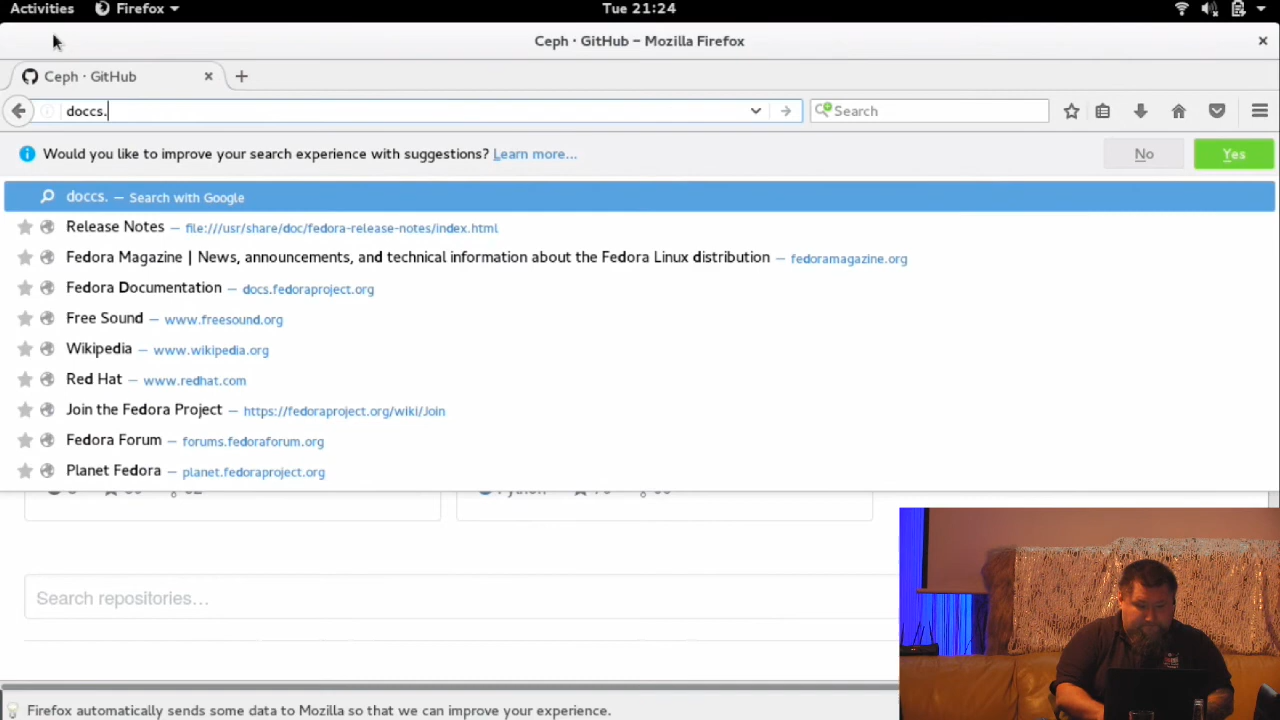 Activities Firefox Tue 21:24
Ceph · GitHub – Mozilla Firefox
Ceph · GitHub
doccs. Search
Would you like to improve your search experience with suggestions? Learn more... No Yes
doccs. — Search with Google
Release Notes — file:///usr/share/doc/fedora-release-notes/index.html
Fedora Magazine | News, announcements, and technical information about the Fedora Linux distribution — fedoramagazine.org
Fedora Documentation — docs.fedoraproject.org
Free Sound — www.freesound.org
Wikipedia — www.wikipedia.org
Red Hat — www.redhat.com
Join the Fedora Project — https://fedoraproject.org/wiki/Join
Fedora Forum — forums.fedoraforum.org
Planet Fedora — planet.fedoraproject.org
Python
Search repositories...
Firefox automatically sends some data to Mozilla so that we can improve your experience.